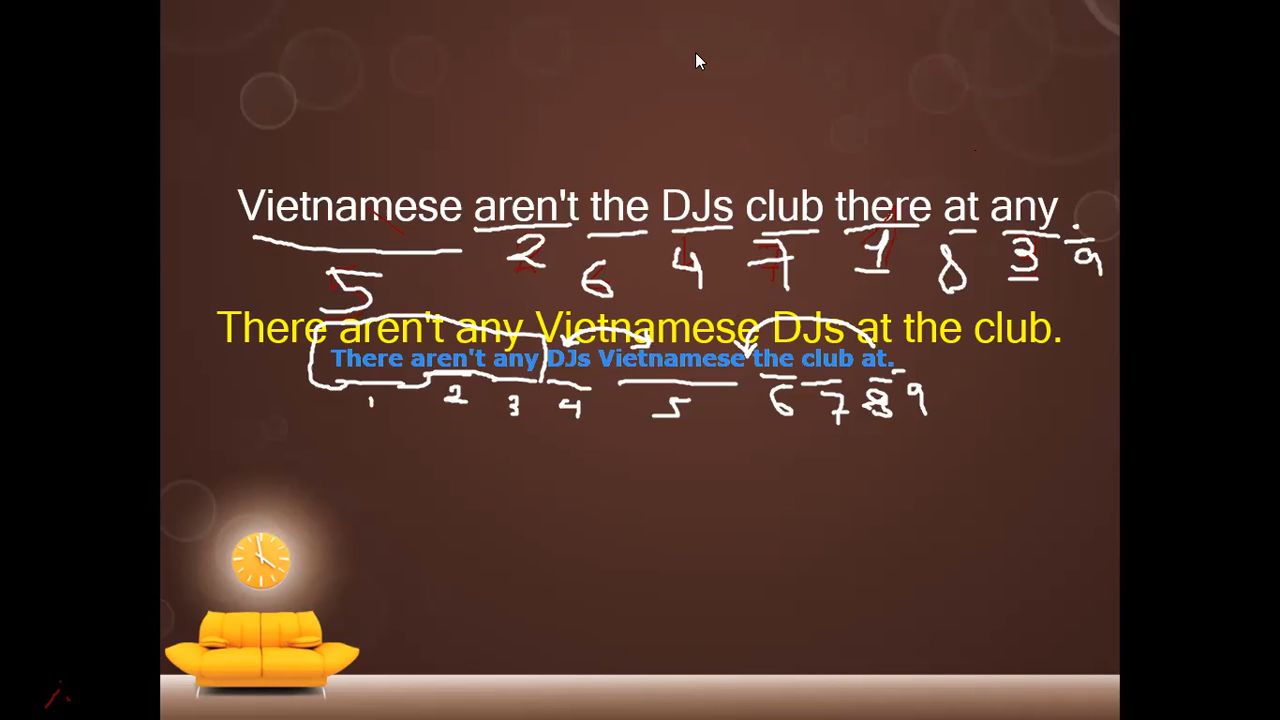 Vietnamese aren't the DJs club there at any .
5 2 6 4 7 1 8 3 9
There aren't any Vietnamese DJs at the club.
There aren't any DJs Vietnamese the club at.
1 2 3 4 5 6 7 8 9